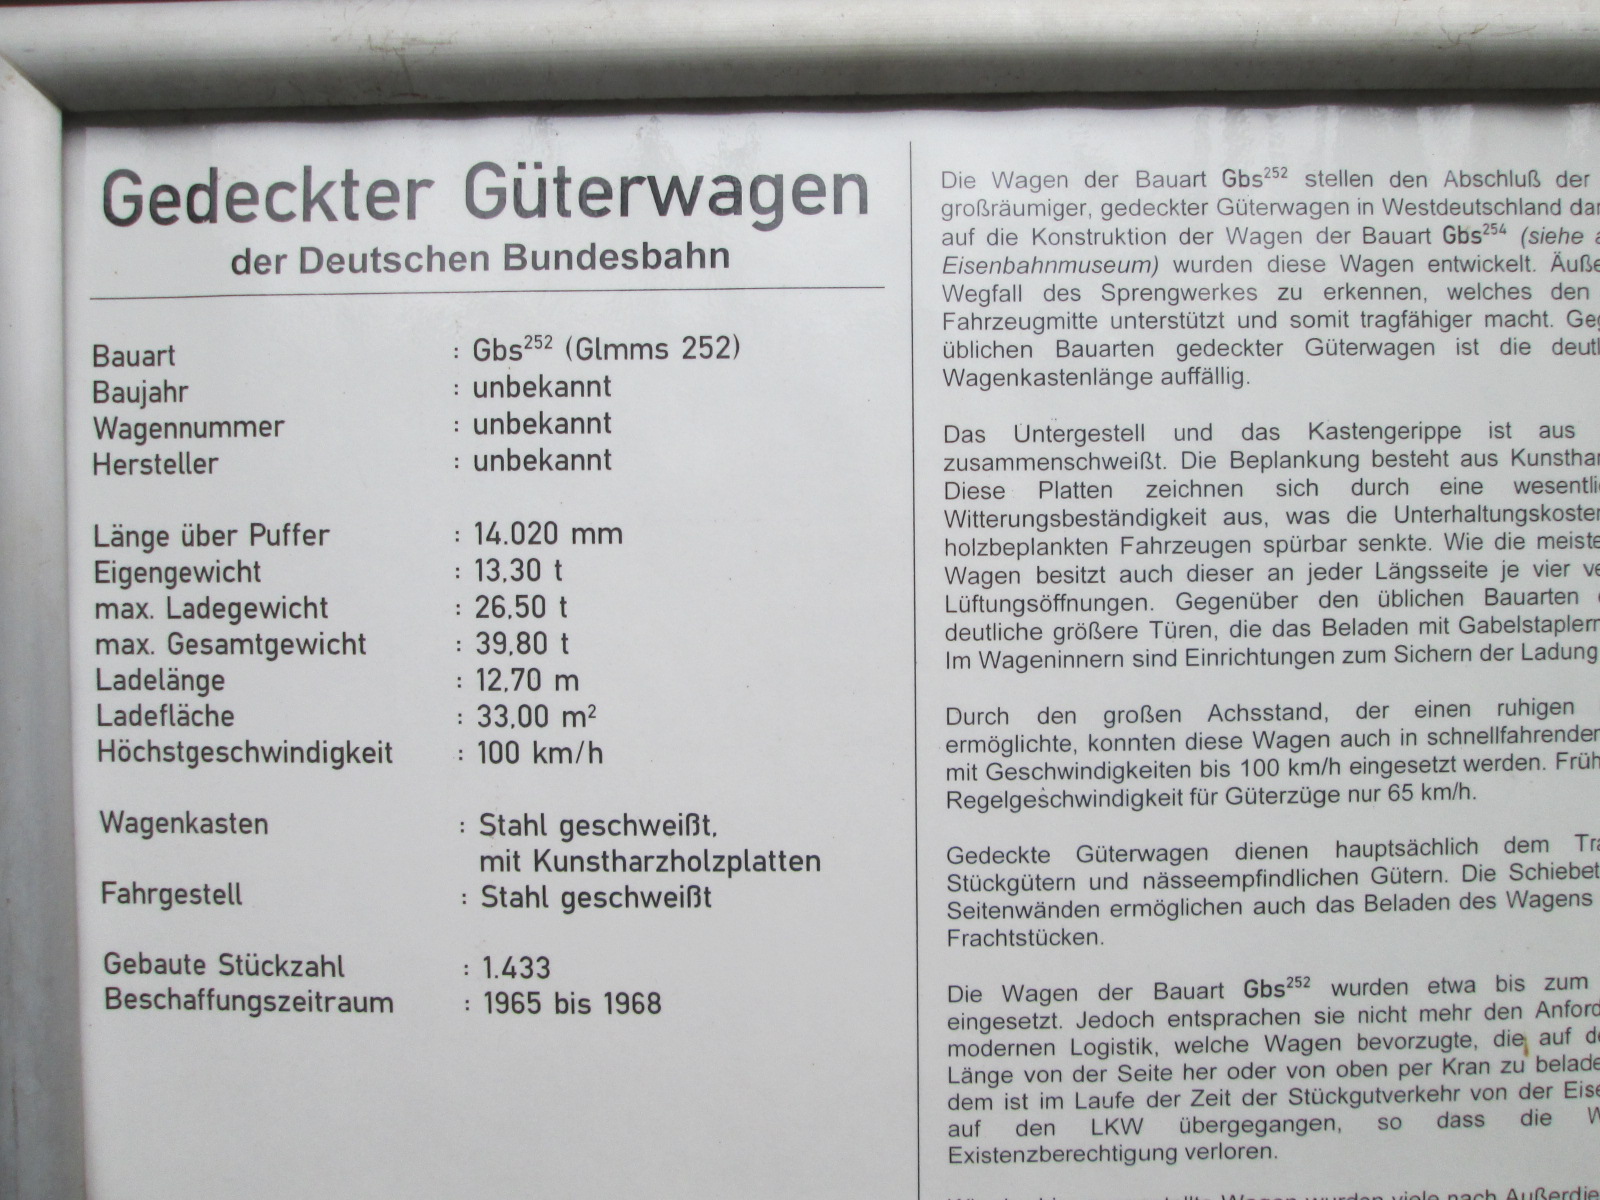 Gedeckter Güterwagen
der Deutschen Bundesbahn
Bauart : Gbs²⁵² (Glmms 252)
Baujahr : unbekannt
Wagennummer : unbekannt
Hersteller : unbekannt
Länge über Puffer : 14.020 mm
Eigengewicht : 13,30 t
max. Ladegewicht : 26,50 t
max. Gesamtgewicht : 39,80 t
Ladelänge : 12,70 m
Ladefläche : 33,00 m²
Höchstgeschwindigkeit : 100 km/h
Wagenkasten : Stahl geschweißt,
mit Kunstharzholzplatten
Fahrgestell : Stahl geschweißt
Gebaute Stückzahl : 1.433
Beschaffungszeitraum : 1965 bis 1968
Die Wagen der Bauart Gbs²⁵² stellen den Abschluß der
großräumiger, gedeckter Güterwagen in Westdeutschland
auf die Konstruktion der Wagen der Bauart Gbs²⁵⁴ (siehe
Eisenbahnmuseum) wurden diese Wagen entwickelt.
Wegfall des Sprengwerkes zu erkennen, welches den
Fahrzeugmitte unterstützt und somit tragfähiger macht.
üblichen Bauarten gedeckter Güterwagen ist die
Wagenkastenlänge auffällig.
Das Untergestell und das Kastengerippe ist aus
zusammenschweißt. Die Beplankung besteht aus
Diese Platten zeichnen sich durch eine
Witterungsbeständigkeit aus, was die
holzbeplankten Fahrzeugen spürbar senkte. Wie die
Wagen besitzt auch dieser an jeder Längsseite je vier
Lüftungsöffnungen. Gegenüber den üblichen Bauarten
deutliche größere Türen, die das Beladen mit
Im Wageninnern sind Einrichtungen zum Sichern der Ladung
Durch den großen Achsstand, der einen ruhigen
ermöglichte, konnten diese Wagen auch in
mit Geschwindigkeiten bis 100 km/h eingesetzt werden.
Regelgeschwindigkeit für Güterzüge nur 65 km/h.
Gedeckte Güterwagen dienen hauptsächlich dem
Stückgütern und nässeempfindlichen Gütern. Die
Seitenwänden ermöglichen auch das Beladen des Wagens
Frachtstücken.
Die Wagen der Bauart Gbs²⁵² wurden etwa bis zum
eingesetzt. Jedoch entsprachen sie nicht mehr den
modernen Logistik, welche Wagen bevorzugte, die auf
Länge von der Seite her oder von oben per Kran zu
dem ist im Laufe der Zeit der Stückgutverkehr von der
auf den LKW übergegangen, so dass die
Existenzberechtigung verloren.